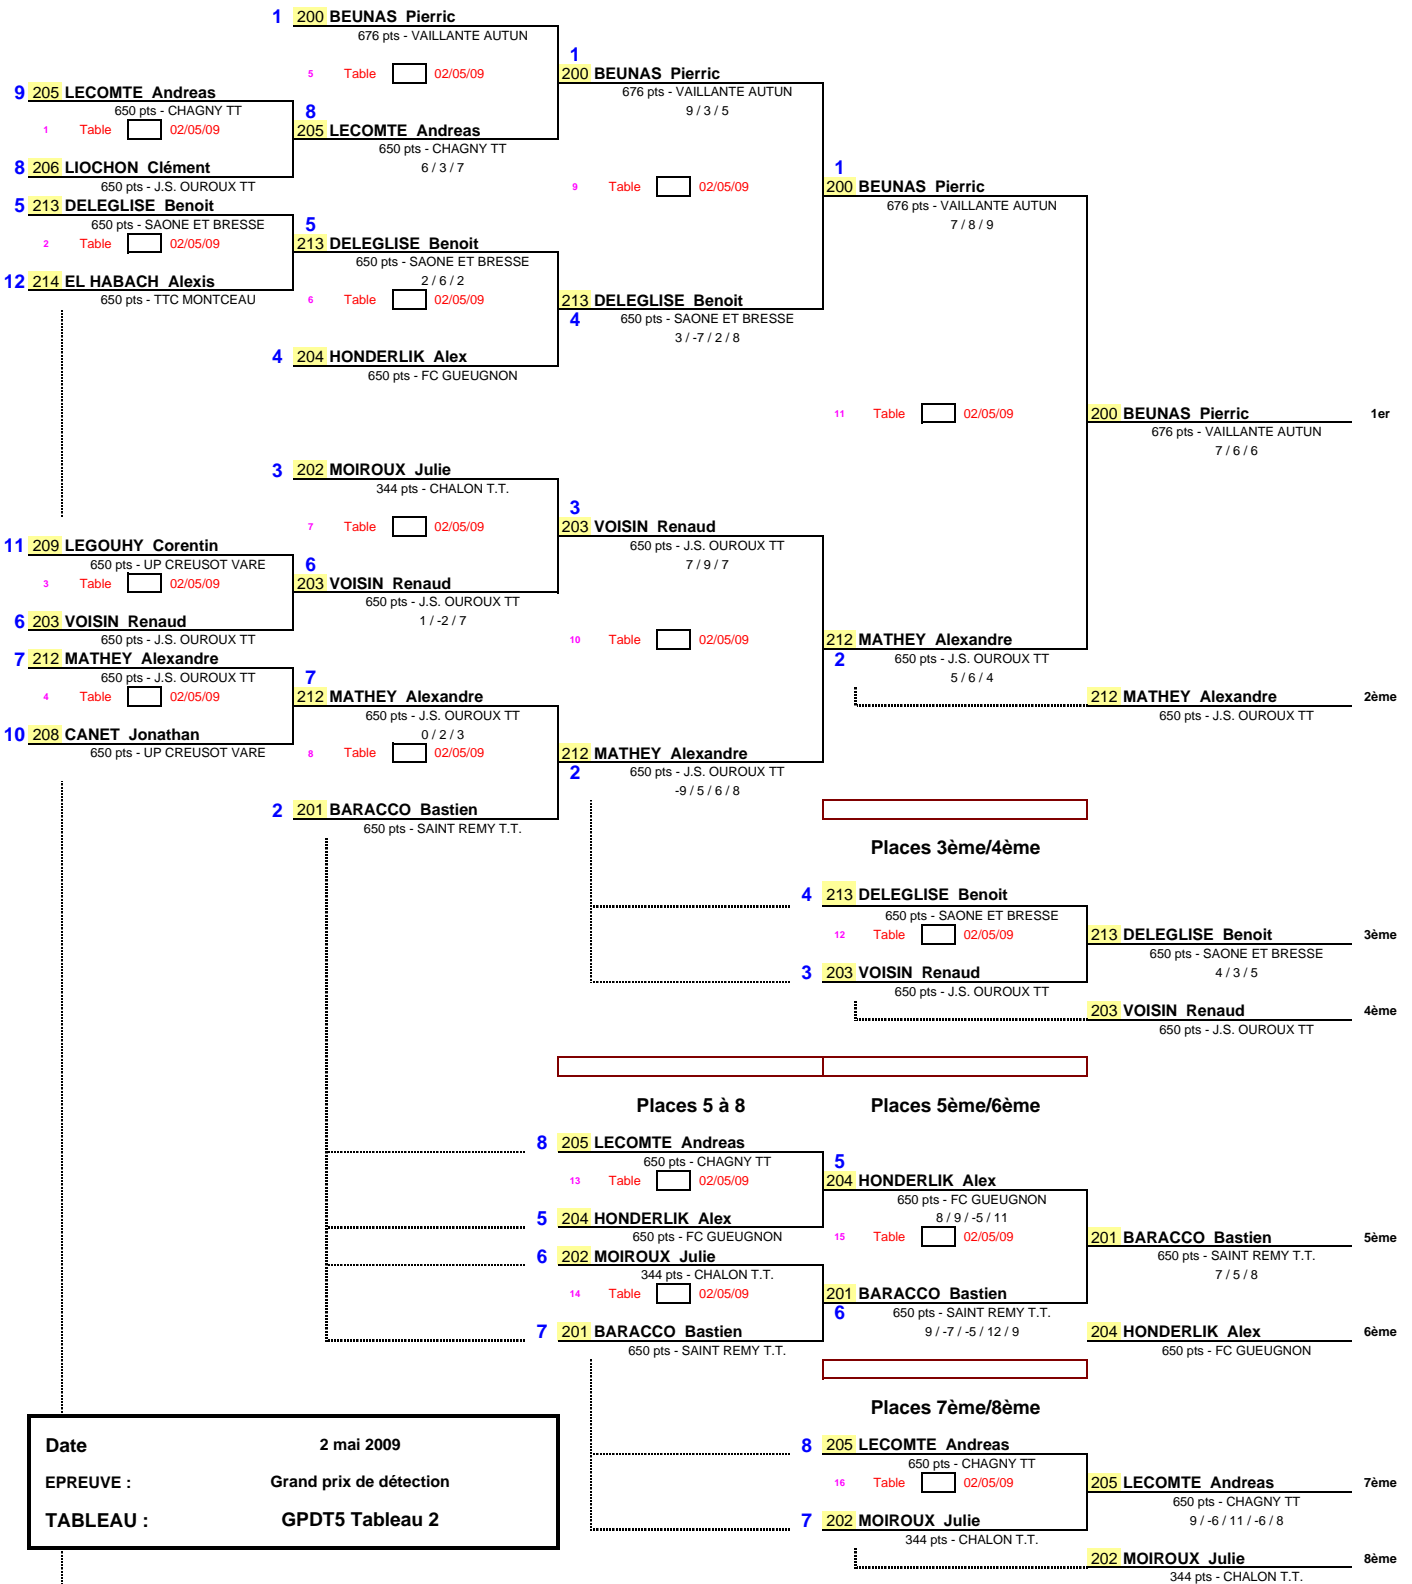 1 200 BEUNAS Pierric
676 pts - VAILLANTE AUTUN
1
5 Table 02/05/09
200 BEUNAS Pierric
9 205 LECOMTE Andreas
676 pts - VAILLANTE AUTUN
650 pts - CHAGNY TT
8
9 / 3 / 5
1 Table 02/05/09
205 LECOMTE Andreas
650 pts - CHAGNY TT
8 206 LIOCHON Clément
6 / 3 / 7
1
650 pts - J.S. OUROUX TT
9 Table 02/05/09
200 BEUNAS Pierric
5 213 DELEGLISE Benoit
676 pts - VAILLANTE AUTUN
650 pts - SAONE ET BRESSE
5
7 / 8 / 9
2 Table 02/05/09
213 DELEGLISE Benoit
650 pts - SAONE ET BRESSE
12 214 EL HABACH Alexis
2 / 6 / 2
650 pts - TTC MONTCEAU
6 Table 02/05/09
213 DELEGLISE Benoit
4
650 pts - SAONE ET BRESSE
3 / -7 / 2 / 8
4 204 HONDERLIK Alex
650 pts - FC GUEUGNON
11 Table 02/05/09
200 BEUNAS Pierric 1er
676 pts - VAILLANTE AUTUN
7 / 6 / 6
3 202 MOIROUX Julie
344 pts - CHALON T.T.
3
7 Table 02/05/09
203 VOISIN Renaud
11 209 LEGOUHY Corentin
650 pts - J.S. OUROUX TT
650 pts - UP CREUSOT VARE
6
7 / 9 / 7
3 Table 02/05/09
203 VOISIN Renaud
650 pts - J.S. OUROUX TT
6 203 VOISIN Renaud
1 / -2 / 7
650 pts - J.S. OUROUX TT
10 Table 02/05/09
212 MATHEY Alexandre
7 212 MATHEY Alexandre
2
650 pts - J.S. OUROUX TT
650 pts - J.S. OUROUX TT
7
5 / 6 / 4
4 Table 02/05/09
212 MATHEY Alexandre
212 MATHEY Alexandre 2ème
650 pts - J.S. OUROUX TT
650 pts - J.S. OUROUX TT
10 208 CANET Jonathan
0 / 2 / 3
650 pts - UP CREUSOT VARE
8 Table 02/05/09
212 MATHEY Alexandre
2
650 pts - J.S. OUROUX TT
-9 / 5 / 6 / 8
2 201 BARACCO Bastien
650 pts - SAINT REMY T.T.
Places 3ème/4ème
4 213 DELEGLISE Benoit
650 pts - SAONE ET BRESSE
12 Table 02/05/09
213 DELEGLISE Benoit 3ème
650 pts - SAONE ET BRESSE
3 203 VOISIN Renaud
4 / 3 / 5
650 pts - J.S. OUROUX TT
203 VOISIN Renaud 4ème
650 pts - J.S. OUROUX TT
Places 5 à 8 Places 5ème/6ème
8 205 LECOMTE Andreas
650 pts - CHAGNY TT
5
13 Table 02/05/09
204 HONDERLIK Alex
650 pts - FC GUEUGNON
5 204 HONDERLIK Alex
8 / 9 / -5 / 11
650 pts - FC GUEUGNON
15 Table 02/05/09
201 BARACCO Bastien 5ème
6 202 MOIROUX Julie
650 pts - SAINT REMY T.T.
344 pts - CHALON T.T.
7 / 5 / 8
14 Table 02/05/09
201 BARACCO Bastien
6
650 pts - SAINT REMY T.T.
7 201 BARACCO Bastien
9 / -7 / -5 / 12 / 9
204 HONDERLIK Alex 6ème
650 pts - SAINT REMY T.T.
650 pts - FC GUEUGNON
Places 7ème/8ème
Date 2 mai 2009
8 205 LECOMTE Andreas
650 pts - CHAGNY TT
EPREUVE : Grand prix de détection
16 Table 02/05/09
205 LECOMTE Andreas 7ème
650 pts - CHAGNY TT
TABLEAU : GPDT5 Tableau 2
7 202 MOIROUX Julie
9 / -6 / 11 / -6 / 8
344 pts - CHALON T.T.
202 MOIROUX Julie 8ème
344 pts - CHALON T.T.